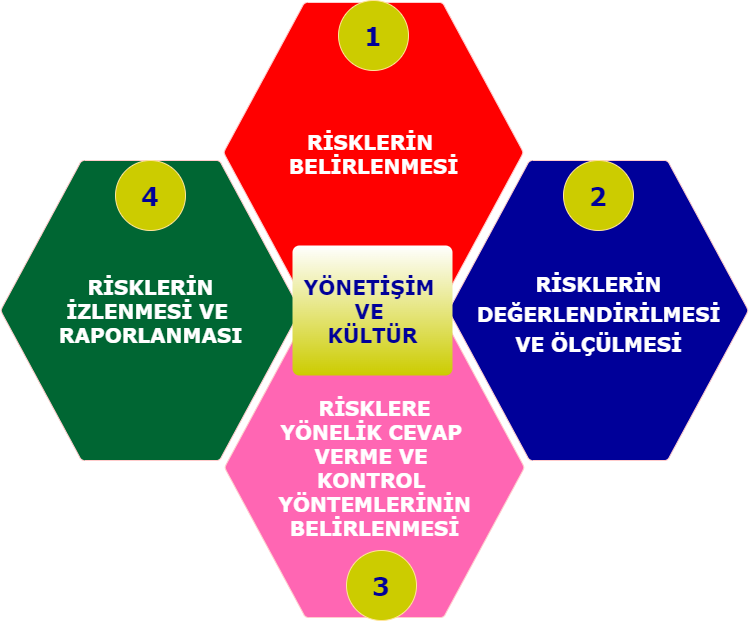 1
RİSKLERİN
BELİRLENMESİ
2
RİSKLERİN
DEĞERLENDİRİLMESİ
VE ÖLÇÜLMESİ
3
RİSKLERE
YÖNELİK CEVAP
VERME VE
KONTROL
YÖNTEMLERİNİN
BELİRLENMESİ
4
RİSKLERİN
İZLENMESİ VE
RAPORLANMASI
YÖNETİŞİM
VE
KÜLTÜR